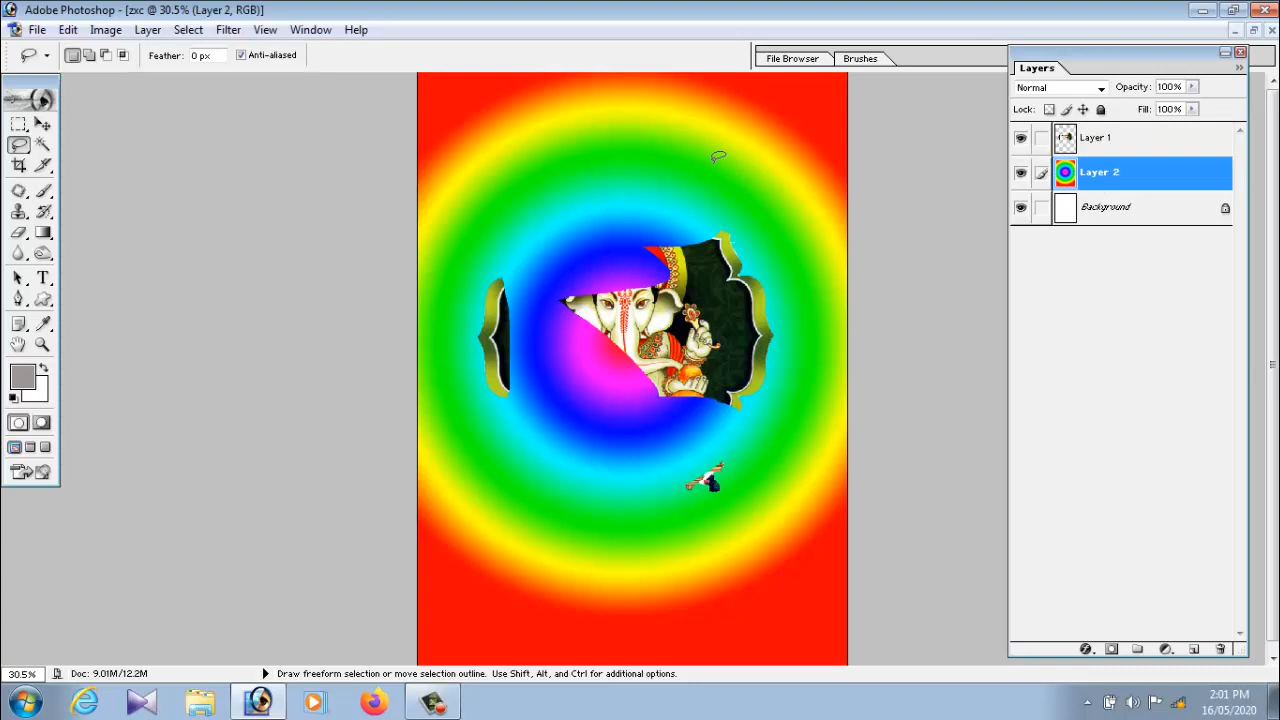 Adobe Photoshop - [zxc @ 30.5% (Layer 2, RGB)]
File Edit Image Layer Select Filter View Window Help
Feather: 0 px Anti-aliased
File Browser Brushes
Layers
Normal Opacity: 100%
Lock: Fill: 100%
Layer 1
Layer 2
Background
30.5% Doc: 9.01M/12.2M Draw freeform selection or move selection outline. Use Shift, Alt, and Ctrl for additional options.
2:01 PM
16/05/2020